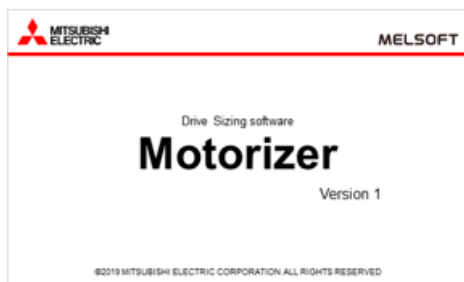 MITSUBISHI
ELECTRIC
MELSOFT
Drive Sizing software
Motorizer
Version 1
©2019 MITSUBISHI ELECTRIC CORPORATION ALL RIGHTS RESERVED